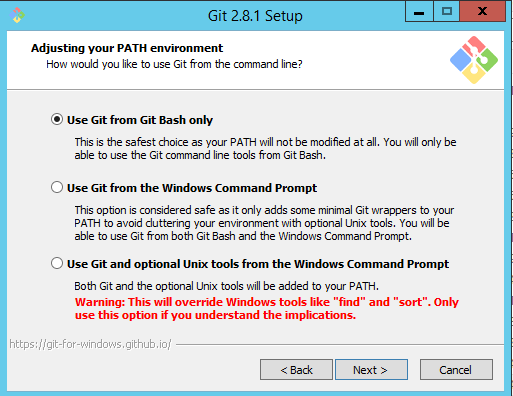 Git 2.8.1 Setup
Adjusting your PATH environment
How would you like to use Git from the command line?
Use Git from Git Bash only
This is the safest choice as your PATH will not be modified at all. You will only be
able to use the Git command line tools from Git Bash.
Use Git from the Windows Command Prompt
This option is considered safe as it only adds some minimal Git wrappers to your
PATH to avoid cluttering your environment with optional Unix tools. You will be
able to use Git from both Git Bash and the Windows Command Prompt.
Use Git and optional Unix tools from the Windows Command Prompt
Both Git and the optional Unix tools will be added to your PATH.
Warning: This will override Windows tools like "find" and "sort". Only
use this option if you understand the implications.
https://git-for-windows.github.io/
< Back
Next >
Cancel